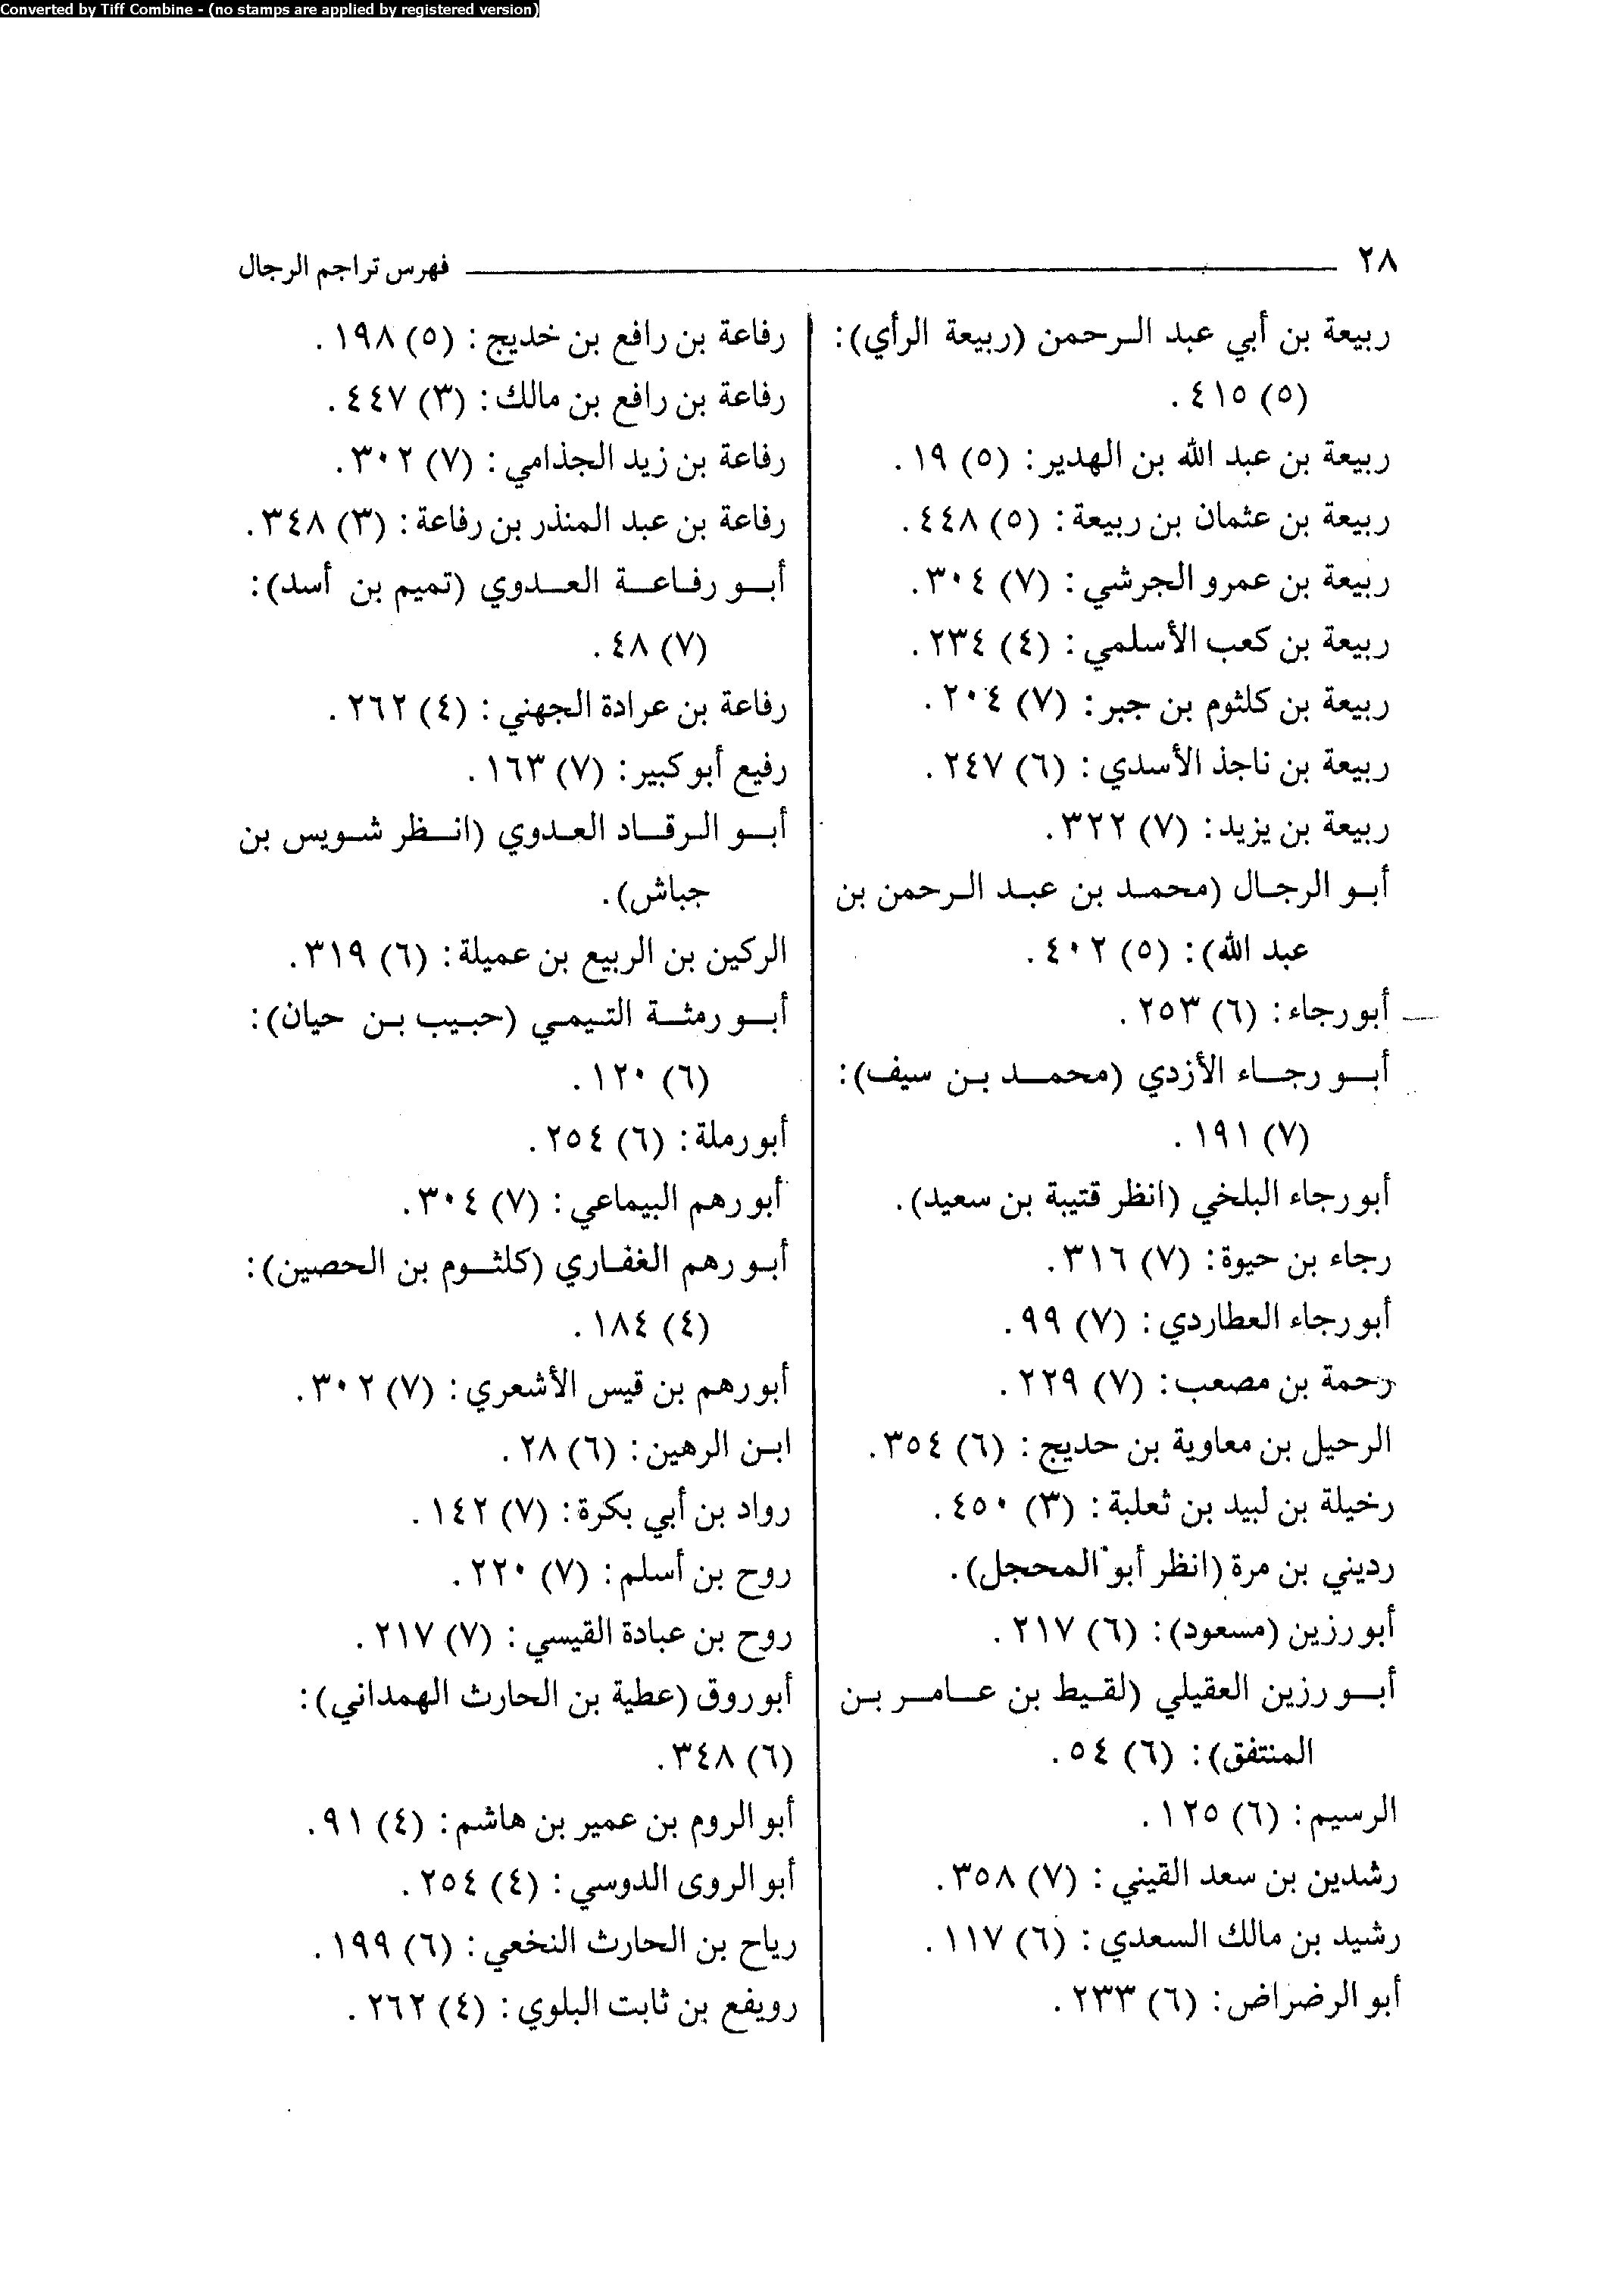 Converted by Tiff Combine - (no stamps are applied by registered version)
٢٨ فهرس تراجم الرجال
ربيعة بن أبي عبد الرحمن (ربيعة الرأي):
(٥) ٤١٥.
ربيعة بن عبد الله بن الهدير: (٥) ١٩.
ربيعة بن عثمان بن ربيعة: (٥) ٤٤٨.
ربيعة بن عمرو الجرشي: (٧) ٣٠٤.
ربيعة بن كعب الأسلمي: (٤) ٢٣٤.
ربيعة بن كلثوم بن جبر: (٧) ٢٠٤.
ربيعة بن ناجذ الأسدي: (٦) ٢٤٧.
ربيعة بن يزيد: (٧) ٣٢٢.
أبو الرجال (محمد بن عبد الرحمن بن
عبد الله): (٥) ٤٠٢.
أبو رجاء: (٦) ٢٥٣.
أبو رجاء الأزدي (محمد بن سيف):
(٧) ١٩١.
أبو رجاء البلخي (انظر قتيبة بن سعيد).
رجاء بن حيوة: (٧) ٣١٦.
أبو رجاء العطاردي: (٧) ٩٩.
رحمة بن مصعب: (٧) ٢٢٩.
الرحيل بن معاوية بن حديج: (٦) ٣٥٤.
رخيلة بن لبيد بن ثعلبة: (٣) ٤٥٠.
رديني بن مرة (انظر أبو المحجل).
أبو رزين (مسعود): (٦) ٢١٧.
أبو رزين العقيلي (لقيط بن عامر بن
المنتفق): (٦) ٥٤.
الرسيم: (٦) ١٢٥.
رشدين بن سعد القيني: (٧) ٣٥٨.
رشيد بن مالك السعدي: (٦) ١١٧.
أبو الرضراض: (٦) ٢٣٣.
رفاعة بن رافع بن خديج: (٥) ١٩٨.
رفاعة بن رافع بن مالك: (٣) ٤٤٧.
رفاعة بن زيد الجذامي: (٧) ٣٠٢.
رفاعة بن عبد المنذر بن رفاعة: (٣) ٣٤٨.
أبو رفاعة العدوي (تميم بن أسد):
(٧) ٤٨.
رفاعة بن عرادة الجهني: (٤) ٢٦٢.
رفيع أبو كبير: (٧) ١٦٣.
أبو الرقاد العدوي (انظر شويس بن
جباش).
الركين بن الربيع بن عميلة: (٦) ٣١٩.
أبو رمثة التيمي (حبيب بن حيان):
(٦) ١٢٠.
أبو رملة: (٦) ٢٥٤.
أبو رهم البيماعي: (٧) ٣٠٤.
أبو رهم الغفاري (كلثوم بن الحصين):
(٤) ١٨٤.
أبو رهم بن قيس الأشعري: (٧) ٣٠٢.
ابن الرهين: (٦) ٢٨.
رواد بن أبي بكرة: (٧) ١٤٢.
روح بن أسلم: (٧) ٢٢٠.
روح بن عبادة القيسي: (٧) ٢١٧.
أبو روق (عطية بن الحارث الهمداني):
(٦) ٣٤٨.
أبو الروم بن عمير بن هاشم: (٤) ٩١.
أبو الروى الدوسي: (٤) ٢٥٤.
رياح بن الحارث النخعي: (٦) ١٩٩.
رويفع بن ثابت البلوي: (٤) ٢٦٢.